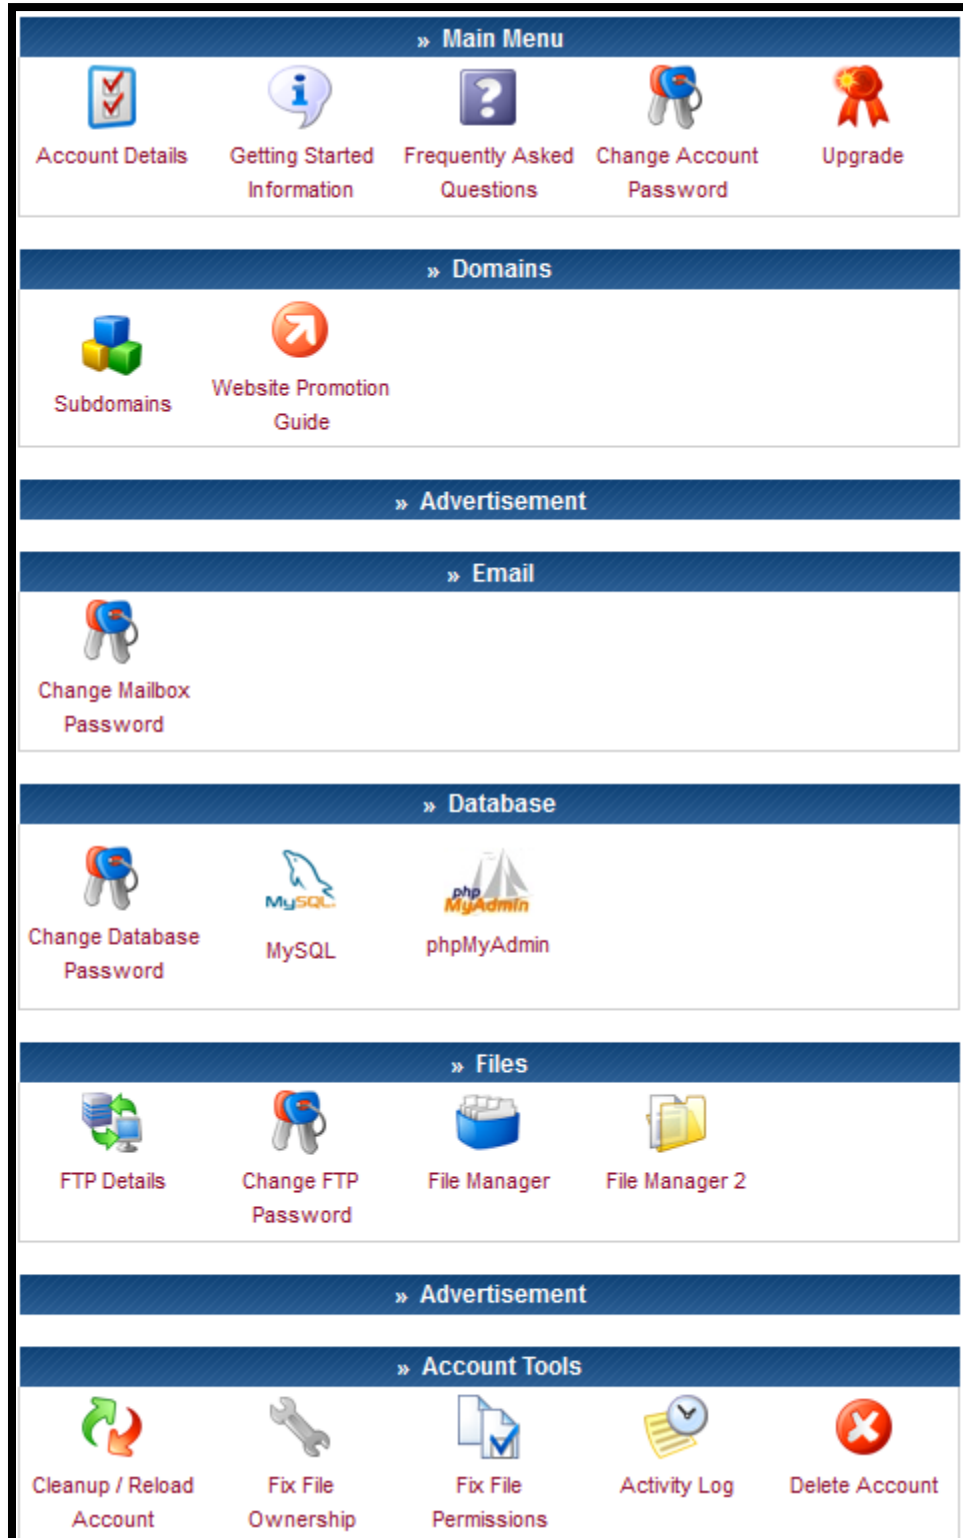 » Main Menu
Account Details
Getting Started
Information
Frequently Asked
Questions
Change Account
Password
Upgrade
» Domains
Subdomains
Website Promotion
Guide
» Advertisement
» Email
Change Mailbox
Password
» Database
Change Database
Password
MySQL
MySQL
php
MyAdmin
phpMyAdmin
» Files
FTP Details
Change FTP
Password
File Manager
File Manager 2
» Advertisement
» Account Tools
Cleanup / Reload
Account
Fix File
Ownership
Fix File
Permissions
Activity Log
Delete Account